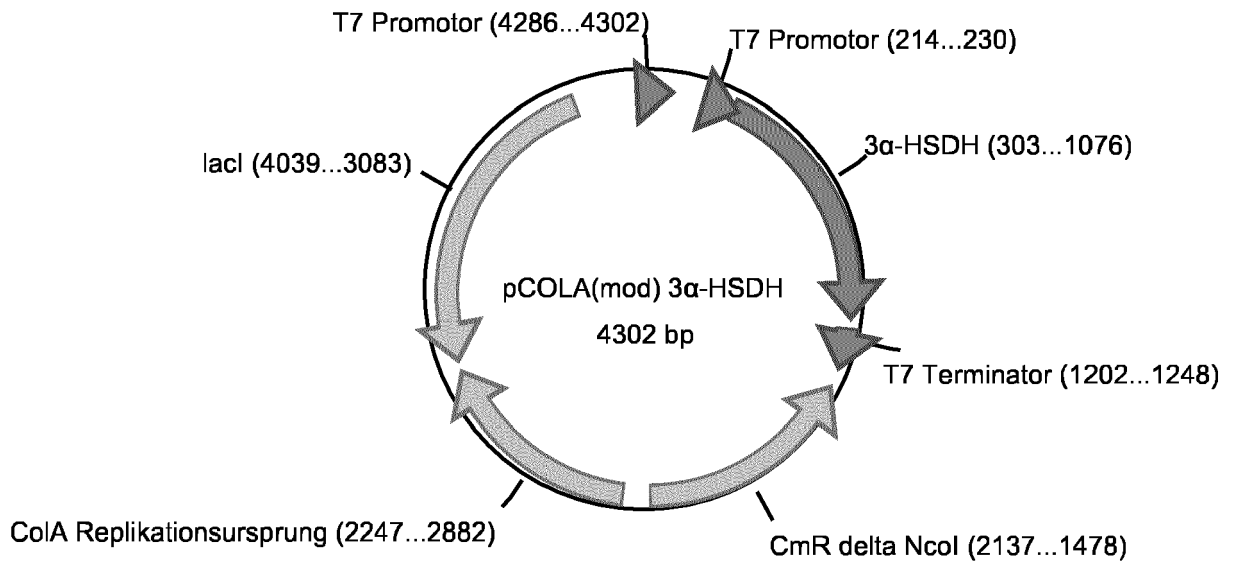 T7 Promotor (4286...4302)
T7 Promotor (214...230)
3α-HSDH (303...1076)
lacI (4039...3083)
pCOLA(mod) 3α-HSDH
4302 bp
T7 Terminator (1202...1248)
ColA Replikationsursprung (2247...2882)
CmR delta NcoI (2137...1478)